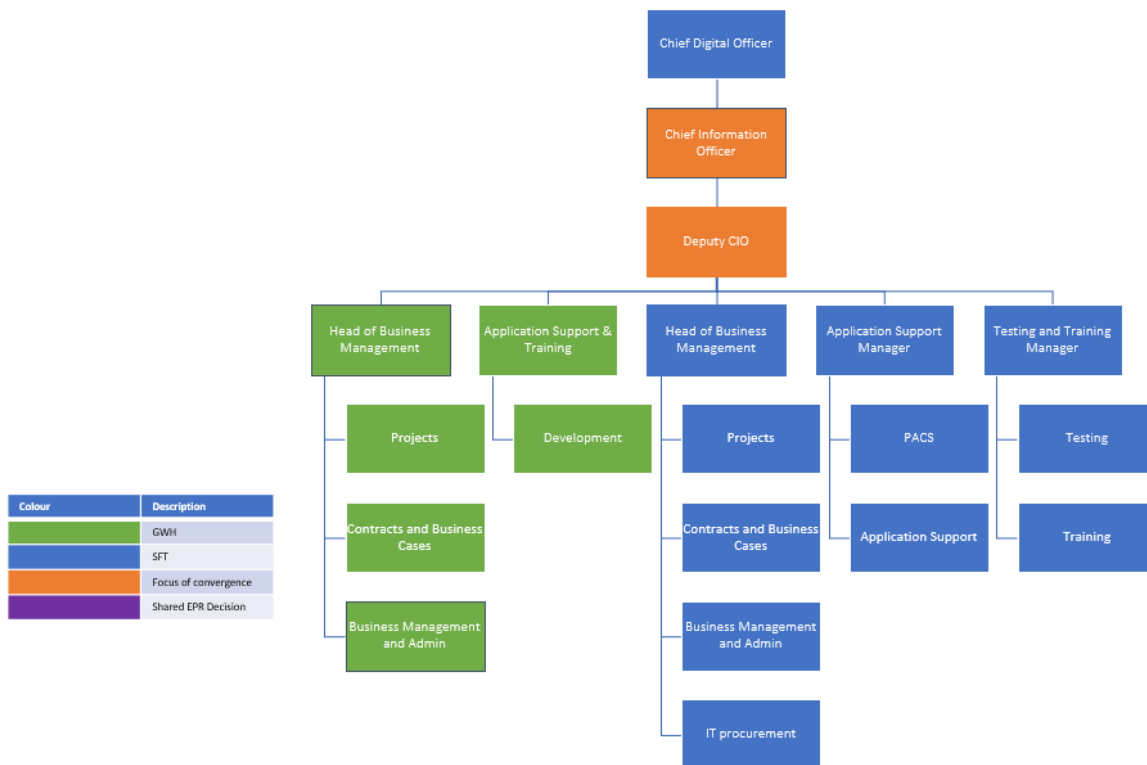 Chief Digital Officer
Chief Information
Officer
Deputy CIO
Head of Business
Management
Application Support &
Training
Head of Business
Management
Application Support
Manager
Testing and Training
Manager
Projects
Development
Projects
PACS
Testing
Contracts and Business
Cases
Contracts and Business
Cases
Application Support
Training
Business Management
and Admin
Business Management
and Admin
IT procurement
Colour Description
GWH
SFT
Focus of convergence
Shared EPR Decision